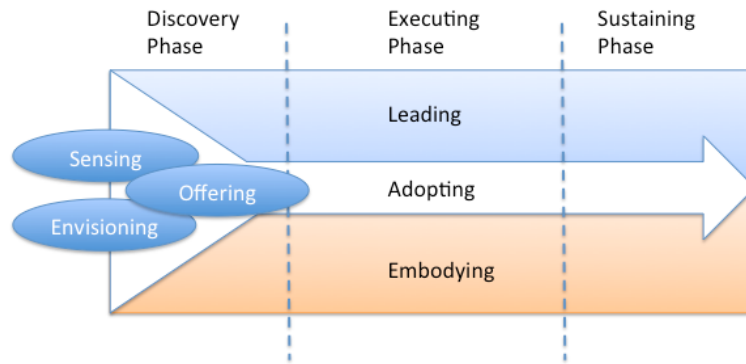 Discovery
Phase
Executing
Phase
Sustaining
Phase
Leading
Sensing
Offering
Adopting
Envisioning
Embodying